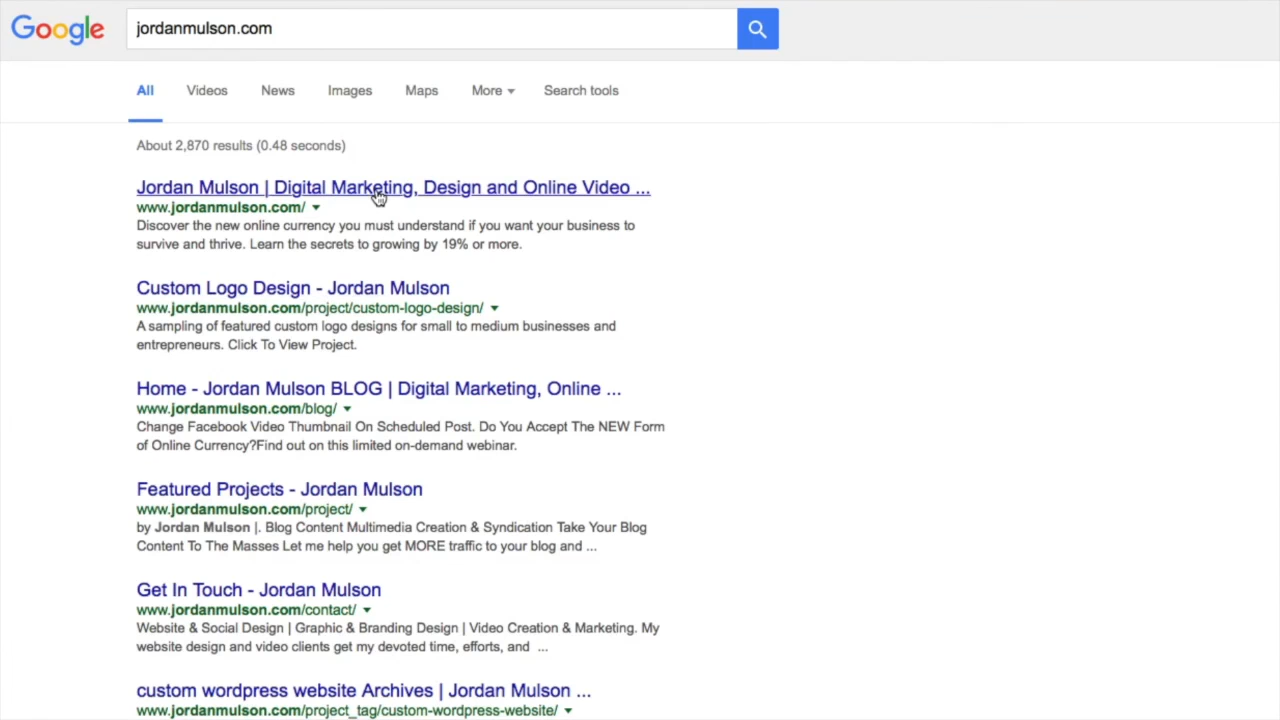 Google
jordanmulson.com
All Videos News Images Maps More Search tools
About 2,870 results (0.48 seconds)
Jordan Mulson | Digital Marketing, Design and Online Video ...
www.jordanmulson.com/
Discover the new online currency you must understand if you want your business to
survive and thrive. Learn the secrets to growing by 19% or more.
Custom Logo Design - Jordan Mulson
www.jordanmulson.com/project/custom-logo-design/
A sampling of featured custom logo designs for small to medium businesses and
entrepreneurs. Click To View Project.
Home - Jordan Mulson BLOG | Digital Marketing, Online ...
www.jordanmulson.com/blog/
Change Facebook Video Thumbnail On Scheduled Post. Do You Accept The NEW Form
of Online Currency?Find out on this limited on-demand webinar.
Featured Projects - Jordan Mulson
www.jordanmulson.com/project/
by Jordan Mulson |. Blog Content Multimedia Creation & Syndication Take Your Blog
Content To The Masses Let me help you get MORE traffic to your blog and ...
Get In Touch - Jordan Mulson
www.jordanmulson.com/contact/
Website & Social Design | Graphic & Branding Design | Video Creation & Marketing. My
website design and video clients get my devoted time, efforts, and ...
custom wordpress website Archives | Jordan Mulson ...
www.jordanmulson.com/project_tag/custom-wordpress-website/